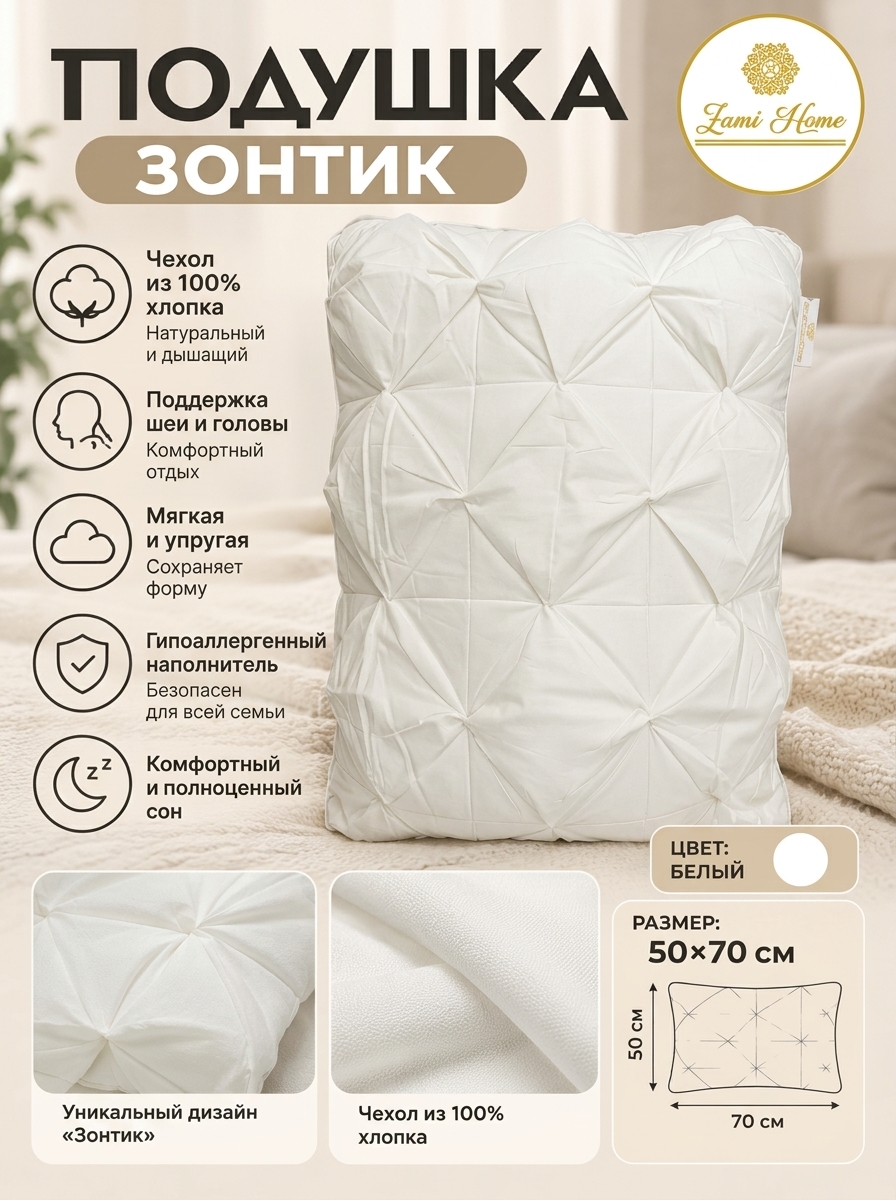 ПОДУШКА
ЗОНТИК
Zami Home
Чехол
из 100%
хлопка
Натуральный
и дышащий
Поддержка
шеи и головы
Комфортный
отдых
Мягкая
и упругая
Сохраняет
форму
Гипоаллергенный
наполнитель
Безопасен
для всей семьи
z z
Комфортный
и полноценный
сон
ЦВЕТ:
БЕЛЫЙ
РАЗМЕР:
50×70 см
50 см
70 см
Уникальный дизайн
«Зонтик»
Чехол из 100%
хлопка